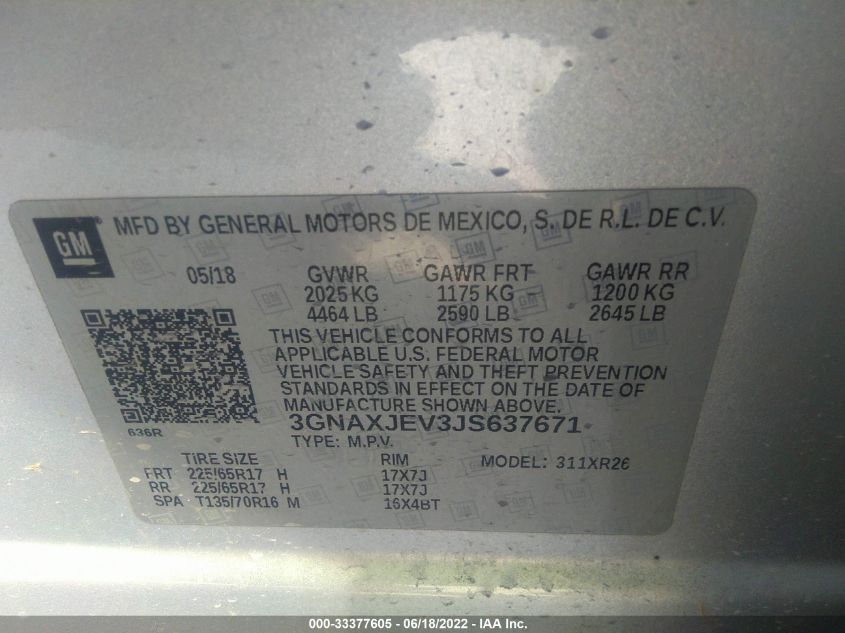 GM MFD BY GENERAL MOTORS DE MEXICO, S. DE R.L. DE C.V.
05/18 GVWR GAWR FRT GAWR RR
2025 KG 1175 KG 1200 KG
4464 LB 2590 LB 2645 LB
THIS VEHICLE CONFORMS TO ALL
APPLICABLE U.S. FEDERAL MOTOR
VEHICLE SAFETY AND THEFT PREVENTION
STANDARDS IN EFFECT ON THE DATE OF
MANUFACTURE SHOWN ABOVE.
636R 3GNAXJEV3JS637671
TYPE: M.P.V.
TIRE SIZE RIM MODEL: 311XR26
FRT 225/65R17 H 17X7J
RR 225/65R17 H 17X7J
SPA T135/70R16 M 16X4BT
000-33377605 - 06/18/2022 - IAA Inc.